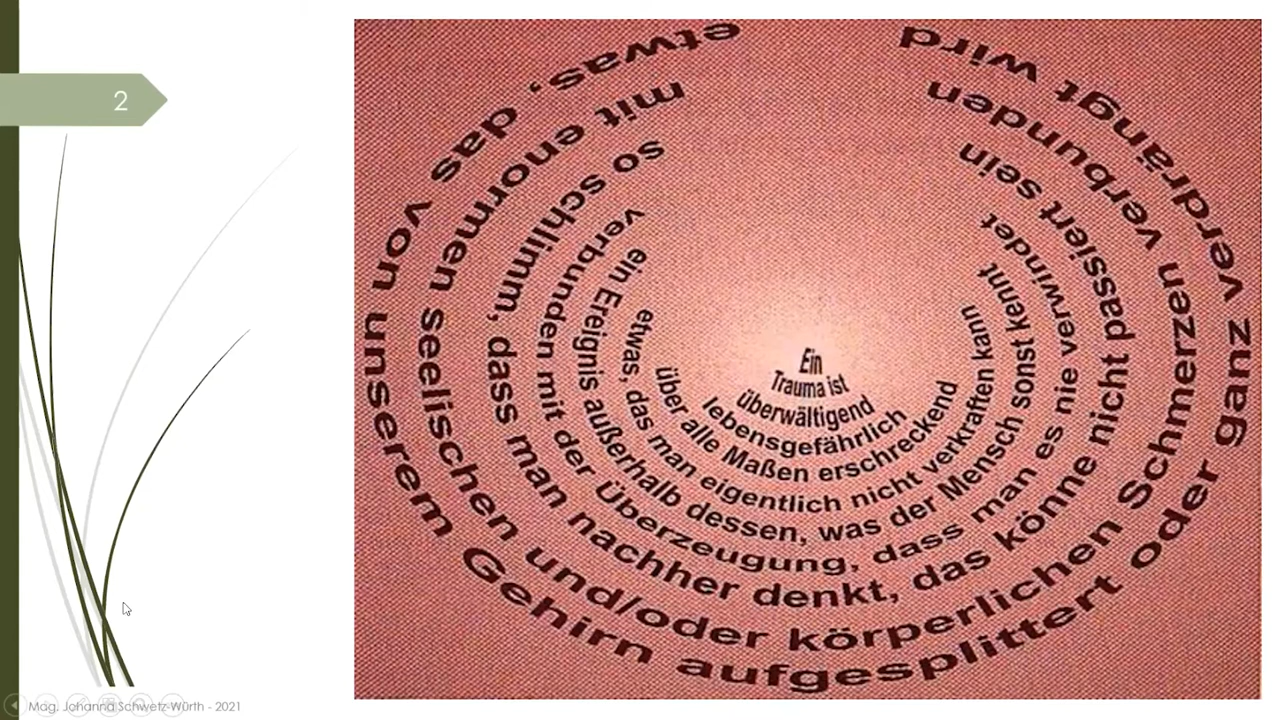 2
Ein
Trauma ist
überwältigend
lebensgefährlich
über alle Maßen erschreckend
etwas, das man eigentlich nicht verkraften kann
ein Ereignis außerhalb dessen, was der Mensch sonst kennt
verbunden mit der Überzeugung, dass man es nie verwindet
so schlimm, dass man nachher denkt, das könne nicht passiert sein
mit enormen seelischen und/oder körperlichen Schmerzen verbunden
etwas, das von unserem Gehirn aufgesplittert oder ganz verdrängt wird
Mag. Johanna Schwetz-Würth - 2021